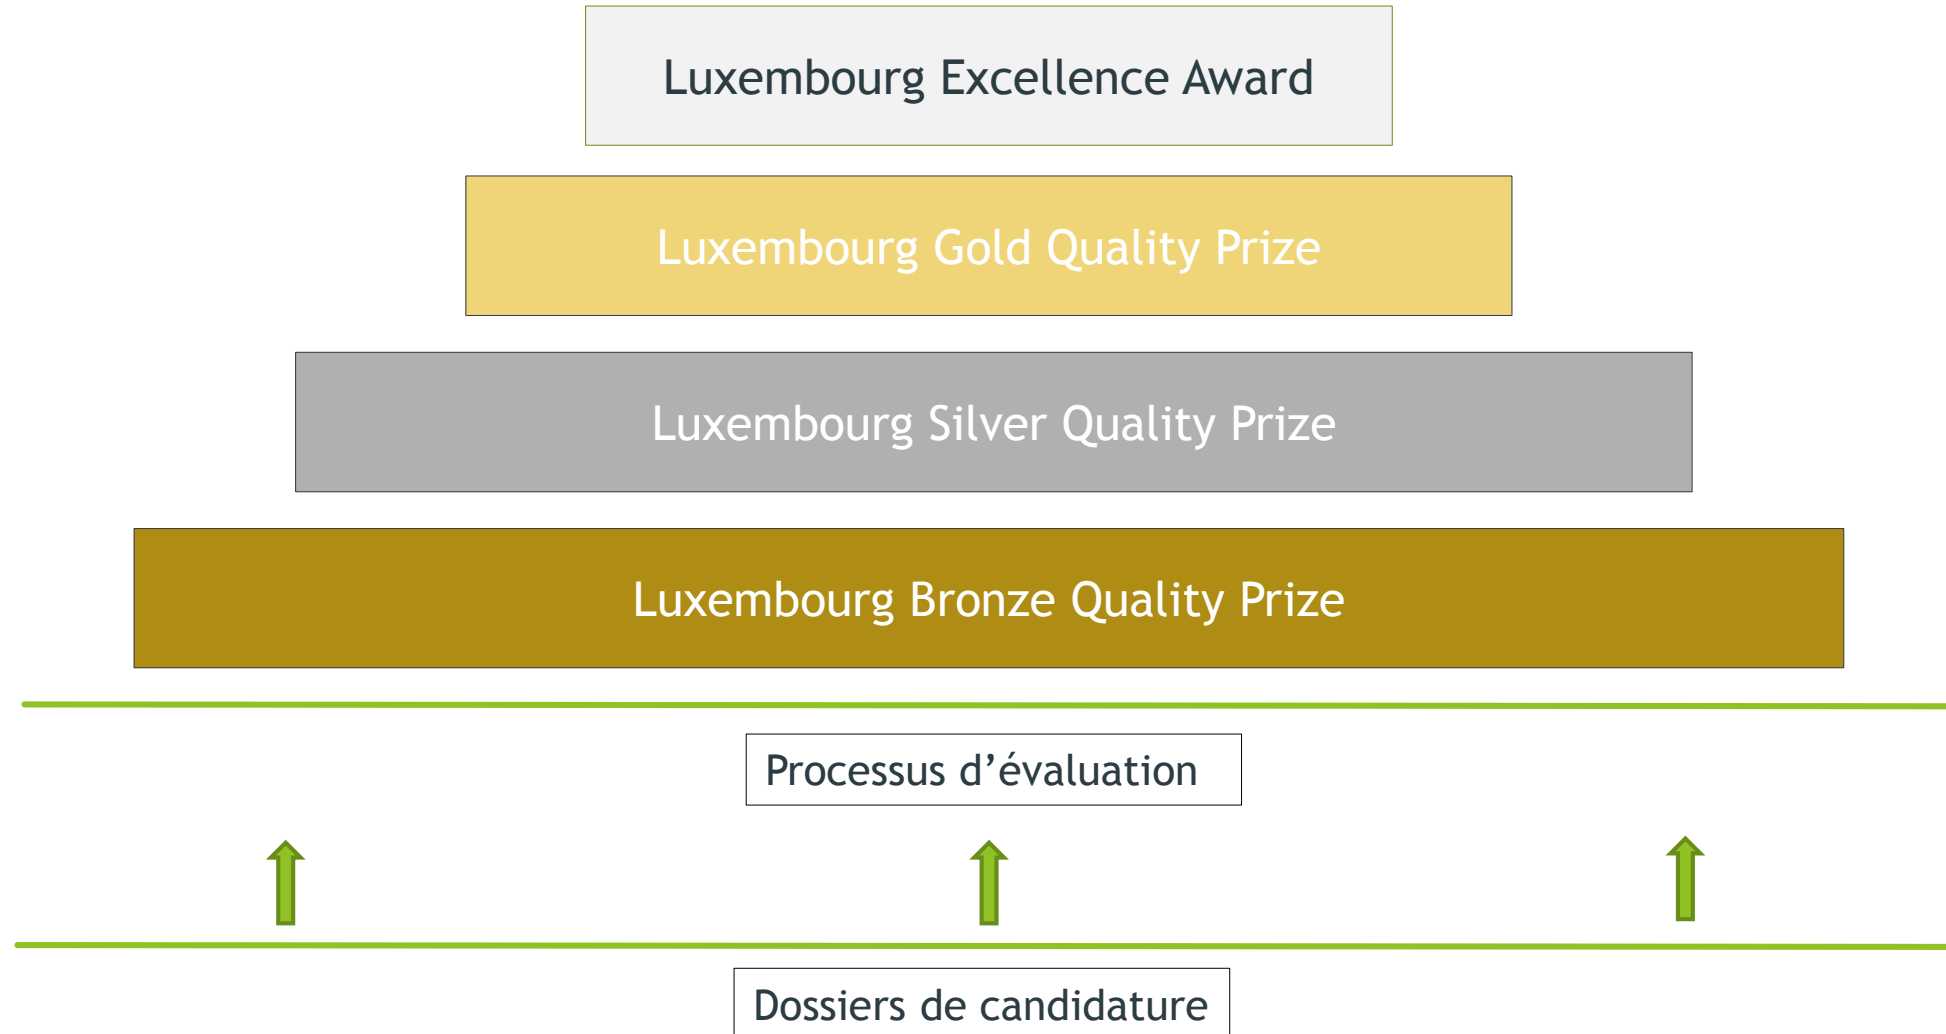 Luxembourg Excellence Award
Luxembourg Gold Quality Prize
Luxembourg Silver Quality Prize
Luxembourg Bronze Quality Prize
Processus d’évaluation
Dossiers de candidature